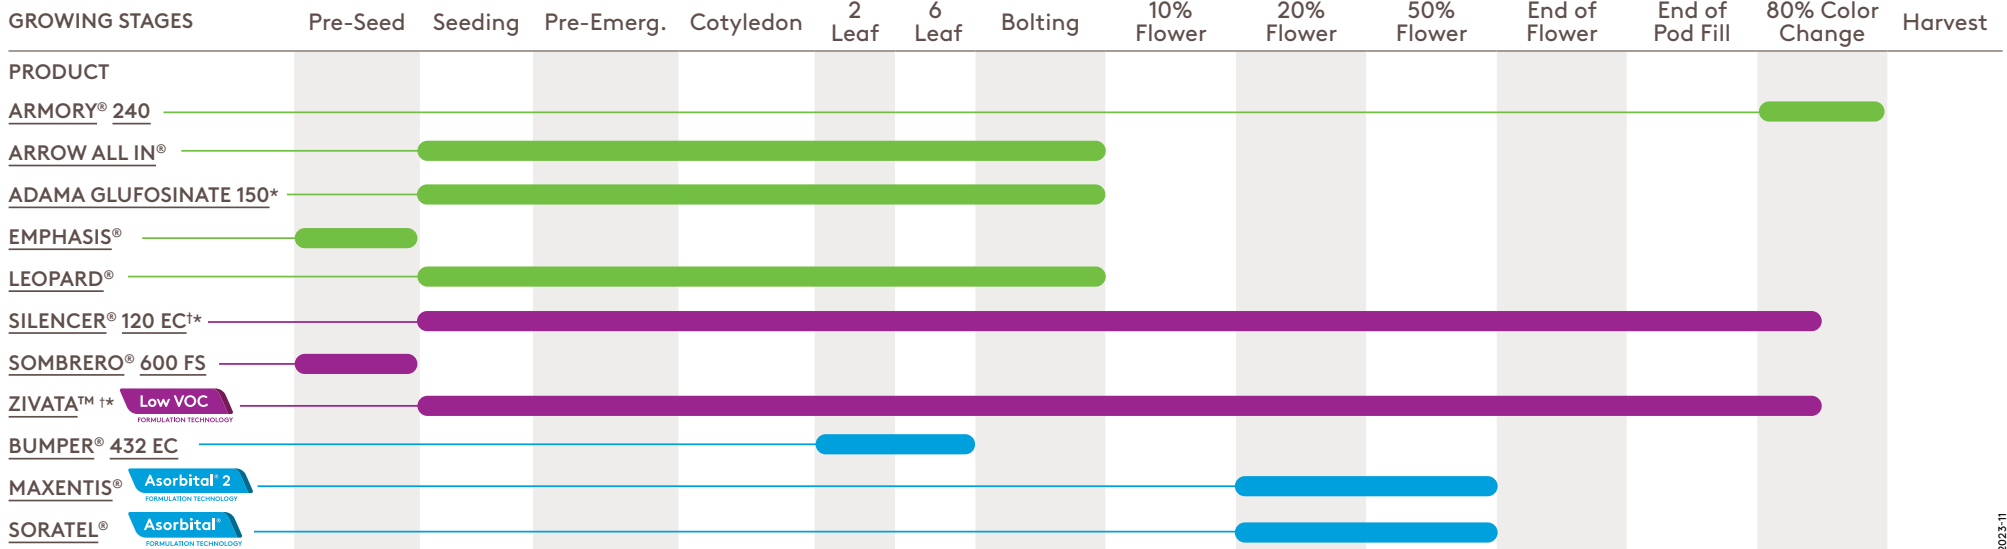 GROWING STAGES Pre-Seed Seeding Pre-Emerg. Cotyledon 2 Leaf 6 Leaf Bolting 10% Flower 20% Flower 50% Flower End of Flower End of Pod Fill 80% Color Change Harvest
PRODUCT
ARMORY® 240
ARROW ALL IN®
ADAMA GLUFOSINATE 150*
EMPHASIS®
LEOPARD®
SILENCER® 120 EC†*
SOMBRERO® 600 FS
ZIVATA™ †* Low VOC
FORMULATION TECHNOLOGY
BUMPER® 432 EC
MAXENTIS® Asorbital® 2
FORMULATION TECHNOLOGY
SORATEL® Asorbital®
FORMULATION TECHNOLOGY
2023-11